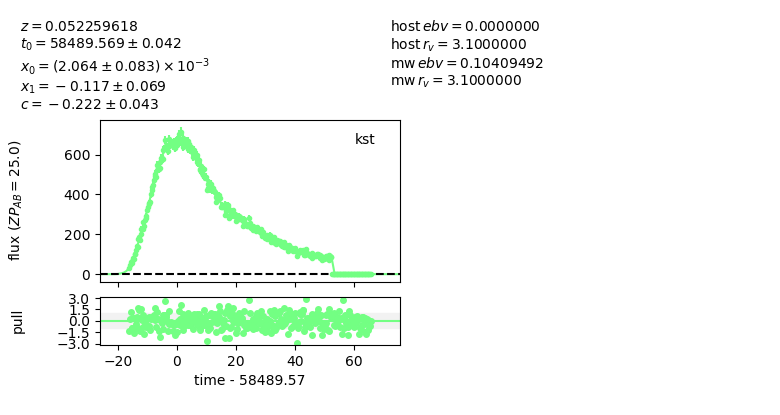 z = 0.052259618
t₀ = 58489.569 ± 0.042
x₀ = (2.064 ± 0.083) × 10⁻³
x₁ = −0.117 ± 0.069
c = −0.222 ± 0.043
host ebv = 0.0000000
host r_v = 3.1000000
mw ebv = 0.10409492
mw r_v = 3.1000000
kst
flux (ZP_AB = 25.0)
600
400
200
0
pull
3.0
1.5
0.0
−1.5
−3.0
−20 0 20 40 60
time - 58489.57